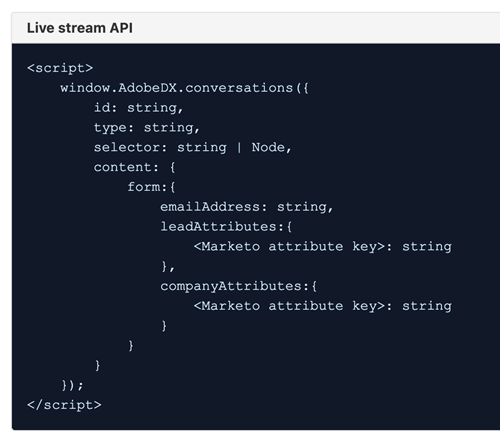 Live stream API
<script>
    window.AdobeDX.conversations({
        id: string,
        type: string,
        selector: string | Node,
        content: {
            form:{
                emailAddress: string,
                leadAttributes:{
                    <Marketo attribute key>: string
                },
                companyAttributes:{
                    <Marketo attribute key>: string
                }
            }
        }
    });
</script>